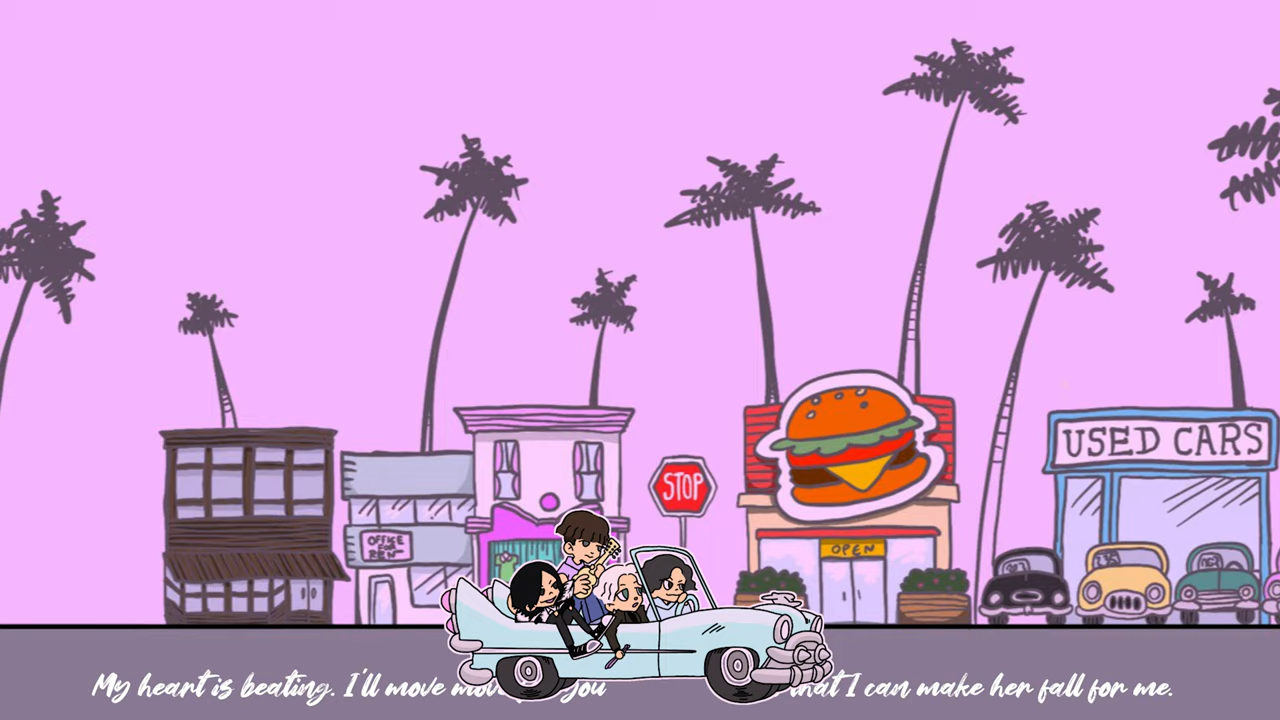 USED CARS
STOP
OFFICE
FOR
RENT
OPEN
My heart is beating. I'll move you
that I can make her fall for me.